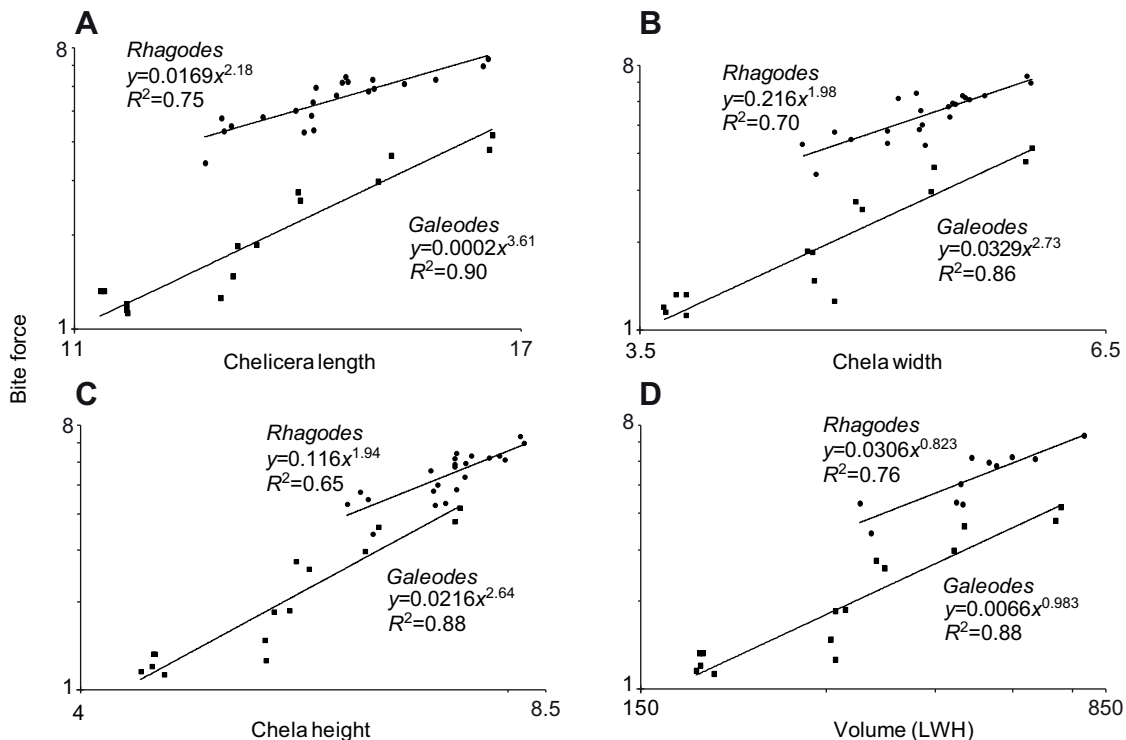 A
8
Rhagodes
y=0.0169x^2.18
R^2=0.75
Galeodes
y=0.0002x^3.61
R^2=0.90
1
11
17
Chelicera length
B
8
Rhagodes
y=0.216x^1.98
R^2=0.70
Galeodes
y=0.0329x^2.73
R^2=0.86
1
3.5
6.5
Chela width
Bite force
C
8
Rhagodes
y=0.116x^1.94
R^2=0.65
Galeodes
y=0.0216x^2.64
R^2=0.88
1
4
8.5
Chela height
D
8
Rhagodes
y=0.0306x^0.823
R^2=0.76
Galeodes
y=0.0066x^0.983
R^2=0.88
1
150
850
Volume (LWH)